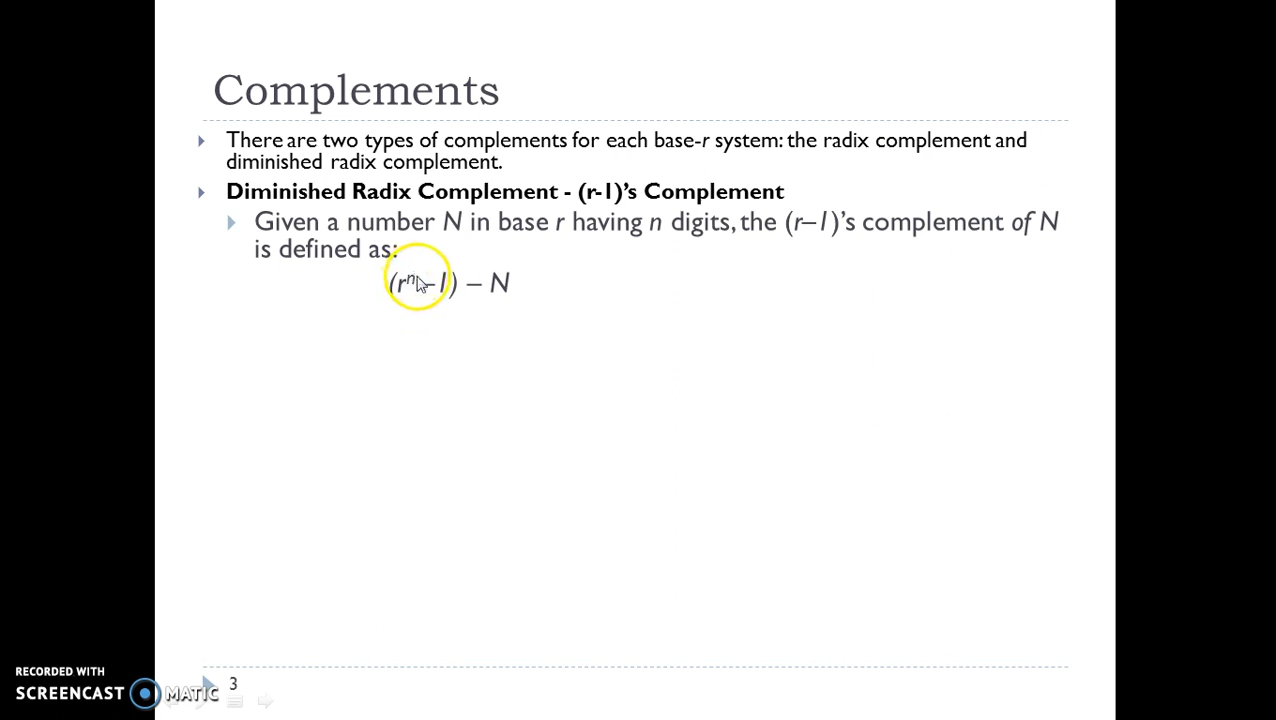 Complements
There are two types of complements for each base-r system: the radix complement and
diminished radix complement.
Diminished Radix Complement - (r-1)’s Complement
Given a number N in base r having n digits, the (r–1)’s complement of N
is defined as:
(rⁿ–1) – N
RECORDED WITH
SCREENCAST MATIC
3